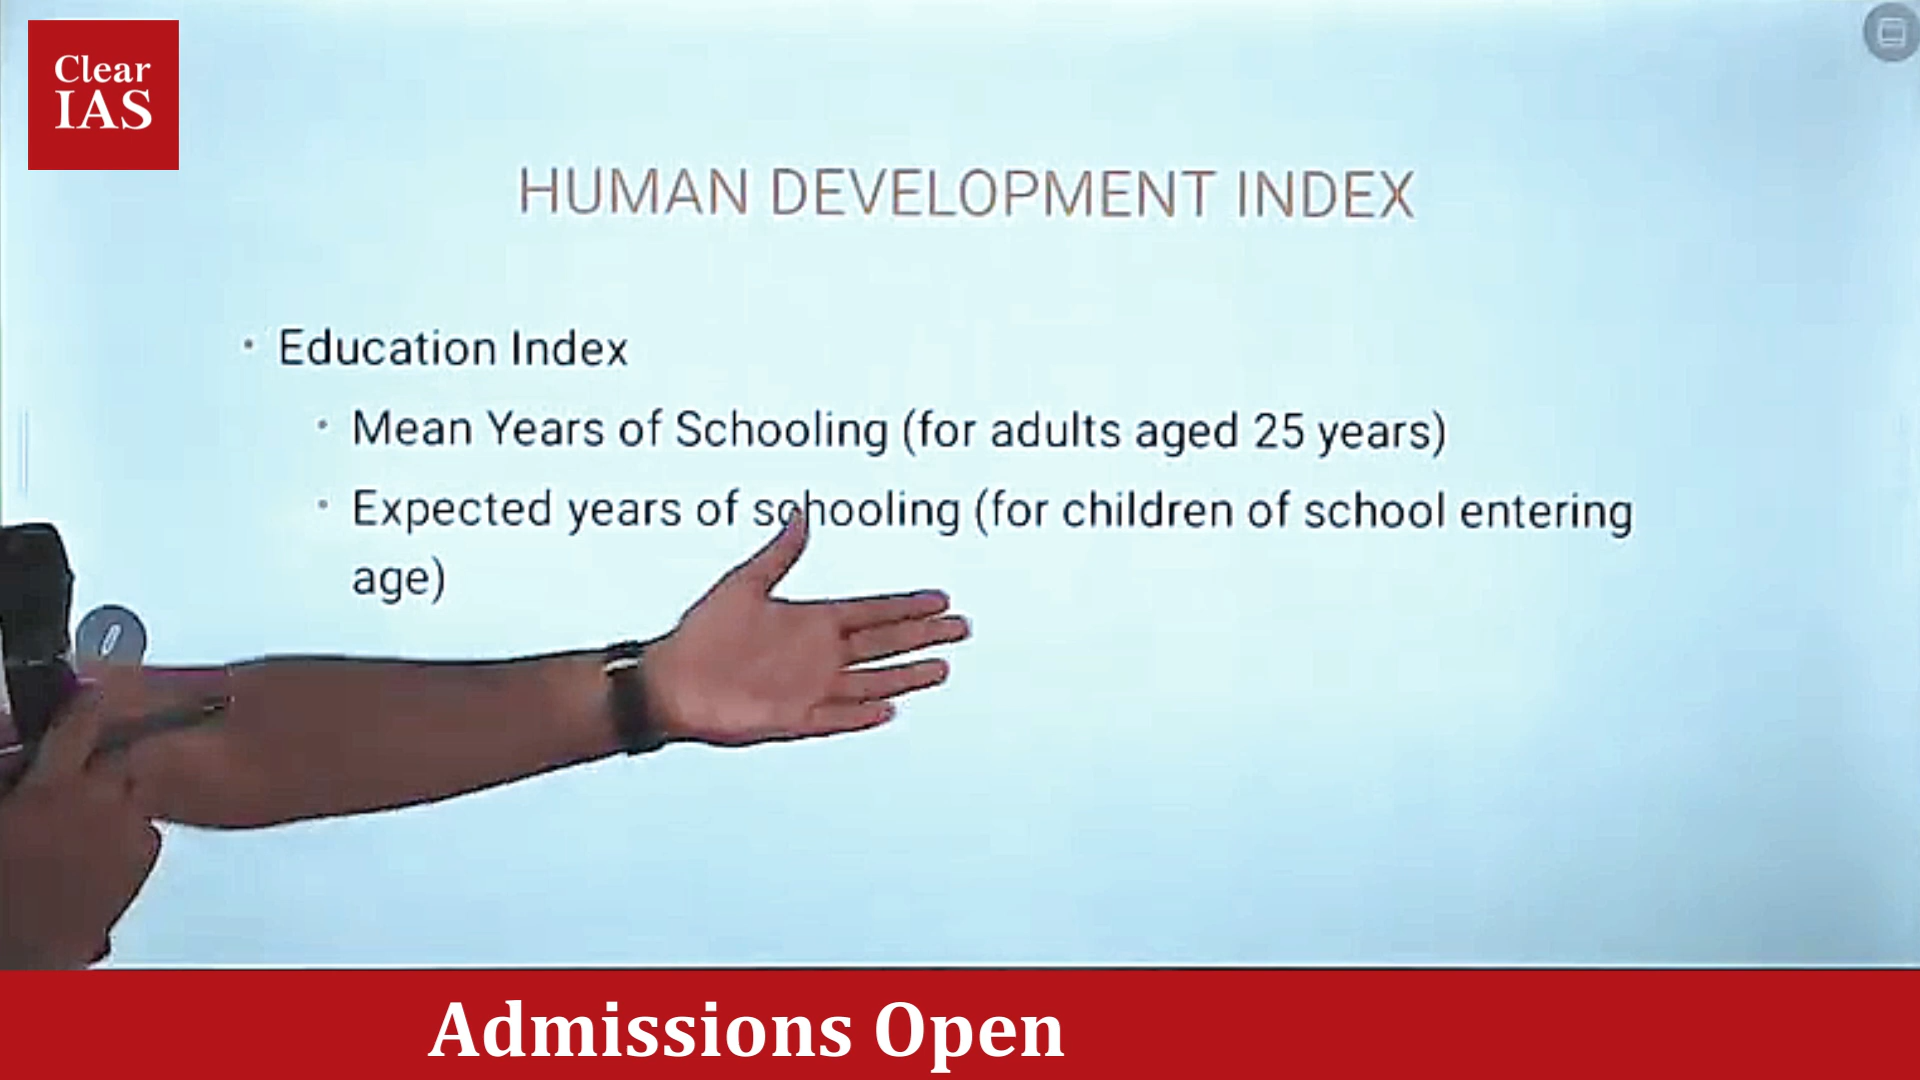 Clear
IAS
HUMAN DEVELOPMENT INDEX
• Education Index
• Mean Years of Schooling (for adults aged 25 years)
• Expected years of schooling (for children of school entering
age)
Admissions Open